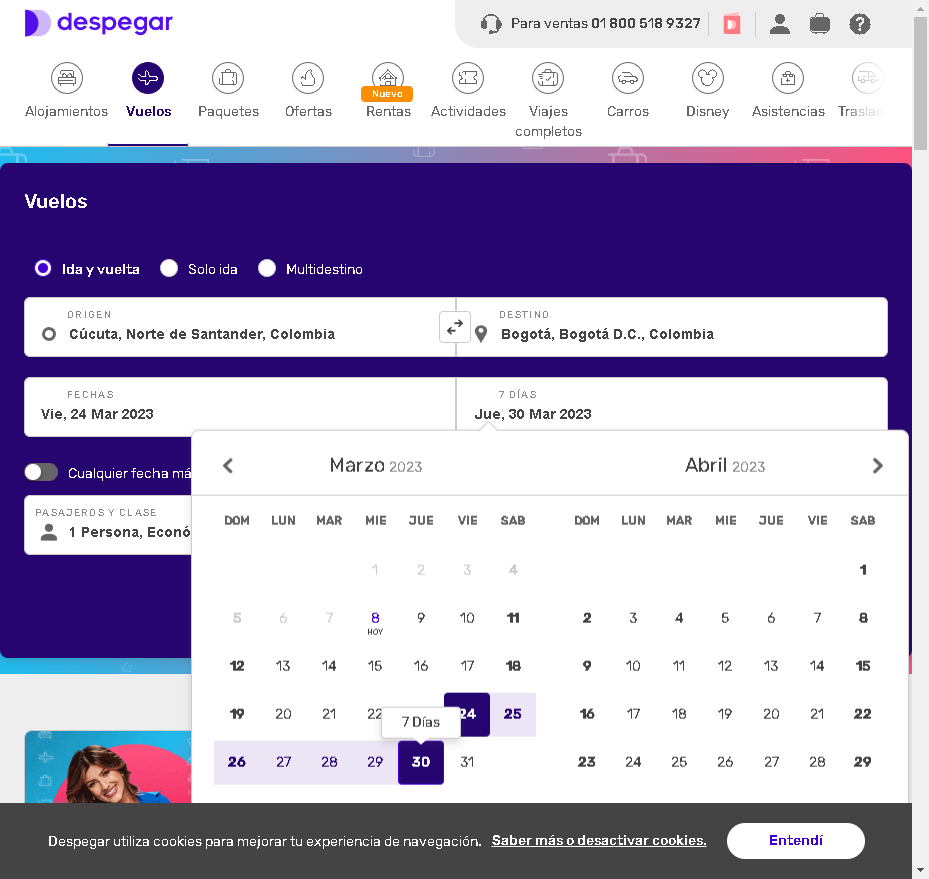 despegar
Para ventas 01 800 518 9327
Alojamientos
Vuelos
Paquetes
Ofertas
Nuevo
Rentas
Actividades
Viajes
completos
Carros
Disney
Asistencias
Traslad
Vuelos
Ida y vuelta Solo ida Multidestino
ORIGEN
Cúcuta, Norte de Santander, Colombia
DESTINO
Bogotá, Bogotá D.C., Colombia
FECHAS
Vie, 24 Mar 2023
7 DÍAS
Jue, 30 Mar 2023
Cualquier fecha má
PASAJEROS Y CLASE
1 Persona, Econó
Marzo 2023
DOM LUN MAR MIE JUE VIE SAB
1 2 3 4
5 6 7 8 9 10 11
HOY
12 13 14 15 16 17 18
19 20 21 22 24 25
7 Días
26 27 28 29 30 31
Abril 2023
DOM LUN MAR MIE JUE VIE SAB
1
2 3 4 5 6 7 8
9 10 11 12 13 14 15
16 17 18 19 20 21 22
23 24 25 26 27 28 29
Despegar utiliza cookies para mejorar tu experiencia de navegación. Saber más o desactivar cookies. Entendí